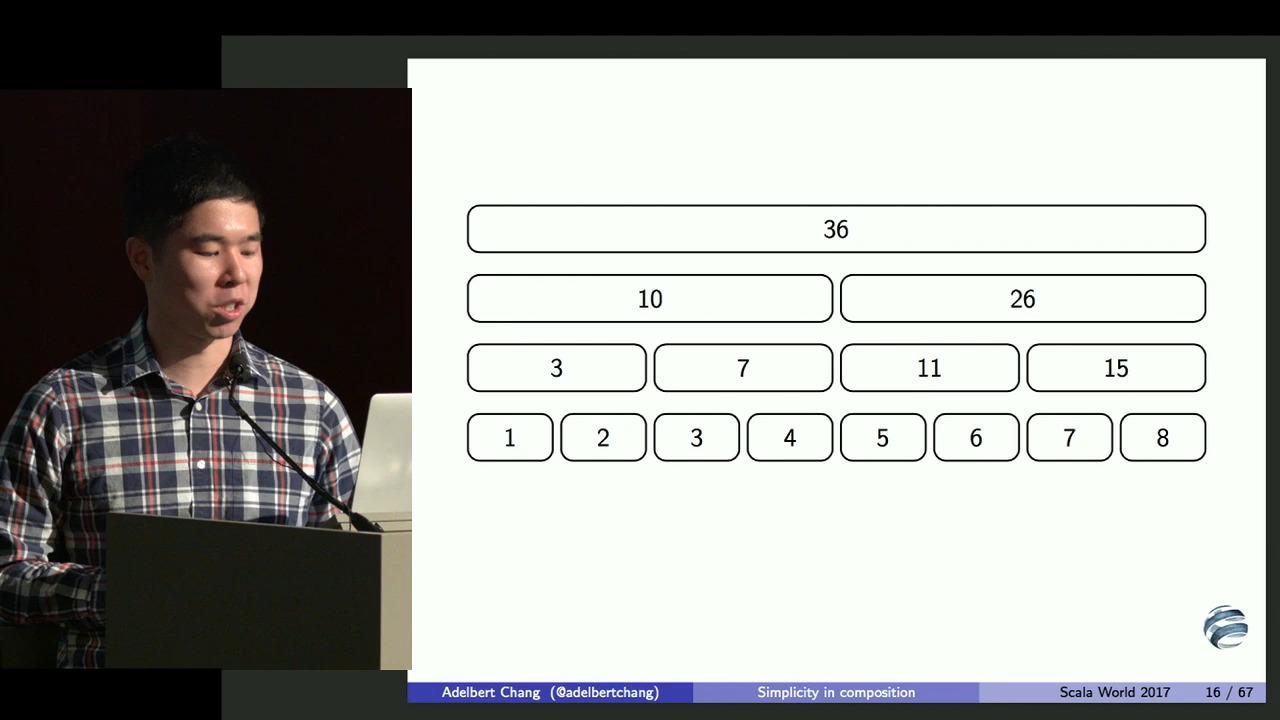 36
10 26
3 7 11 15
1 2 3 4 5 6 7 8
Adelbert Chang (@adelbertchang) Simplicity in composition Scala World 2017 16 / 67